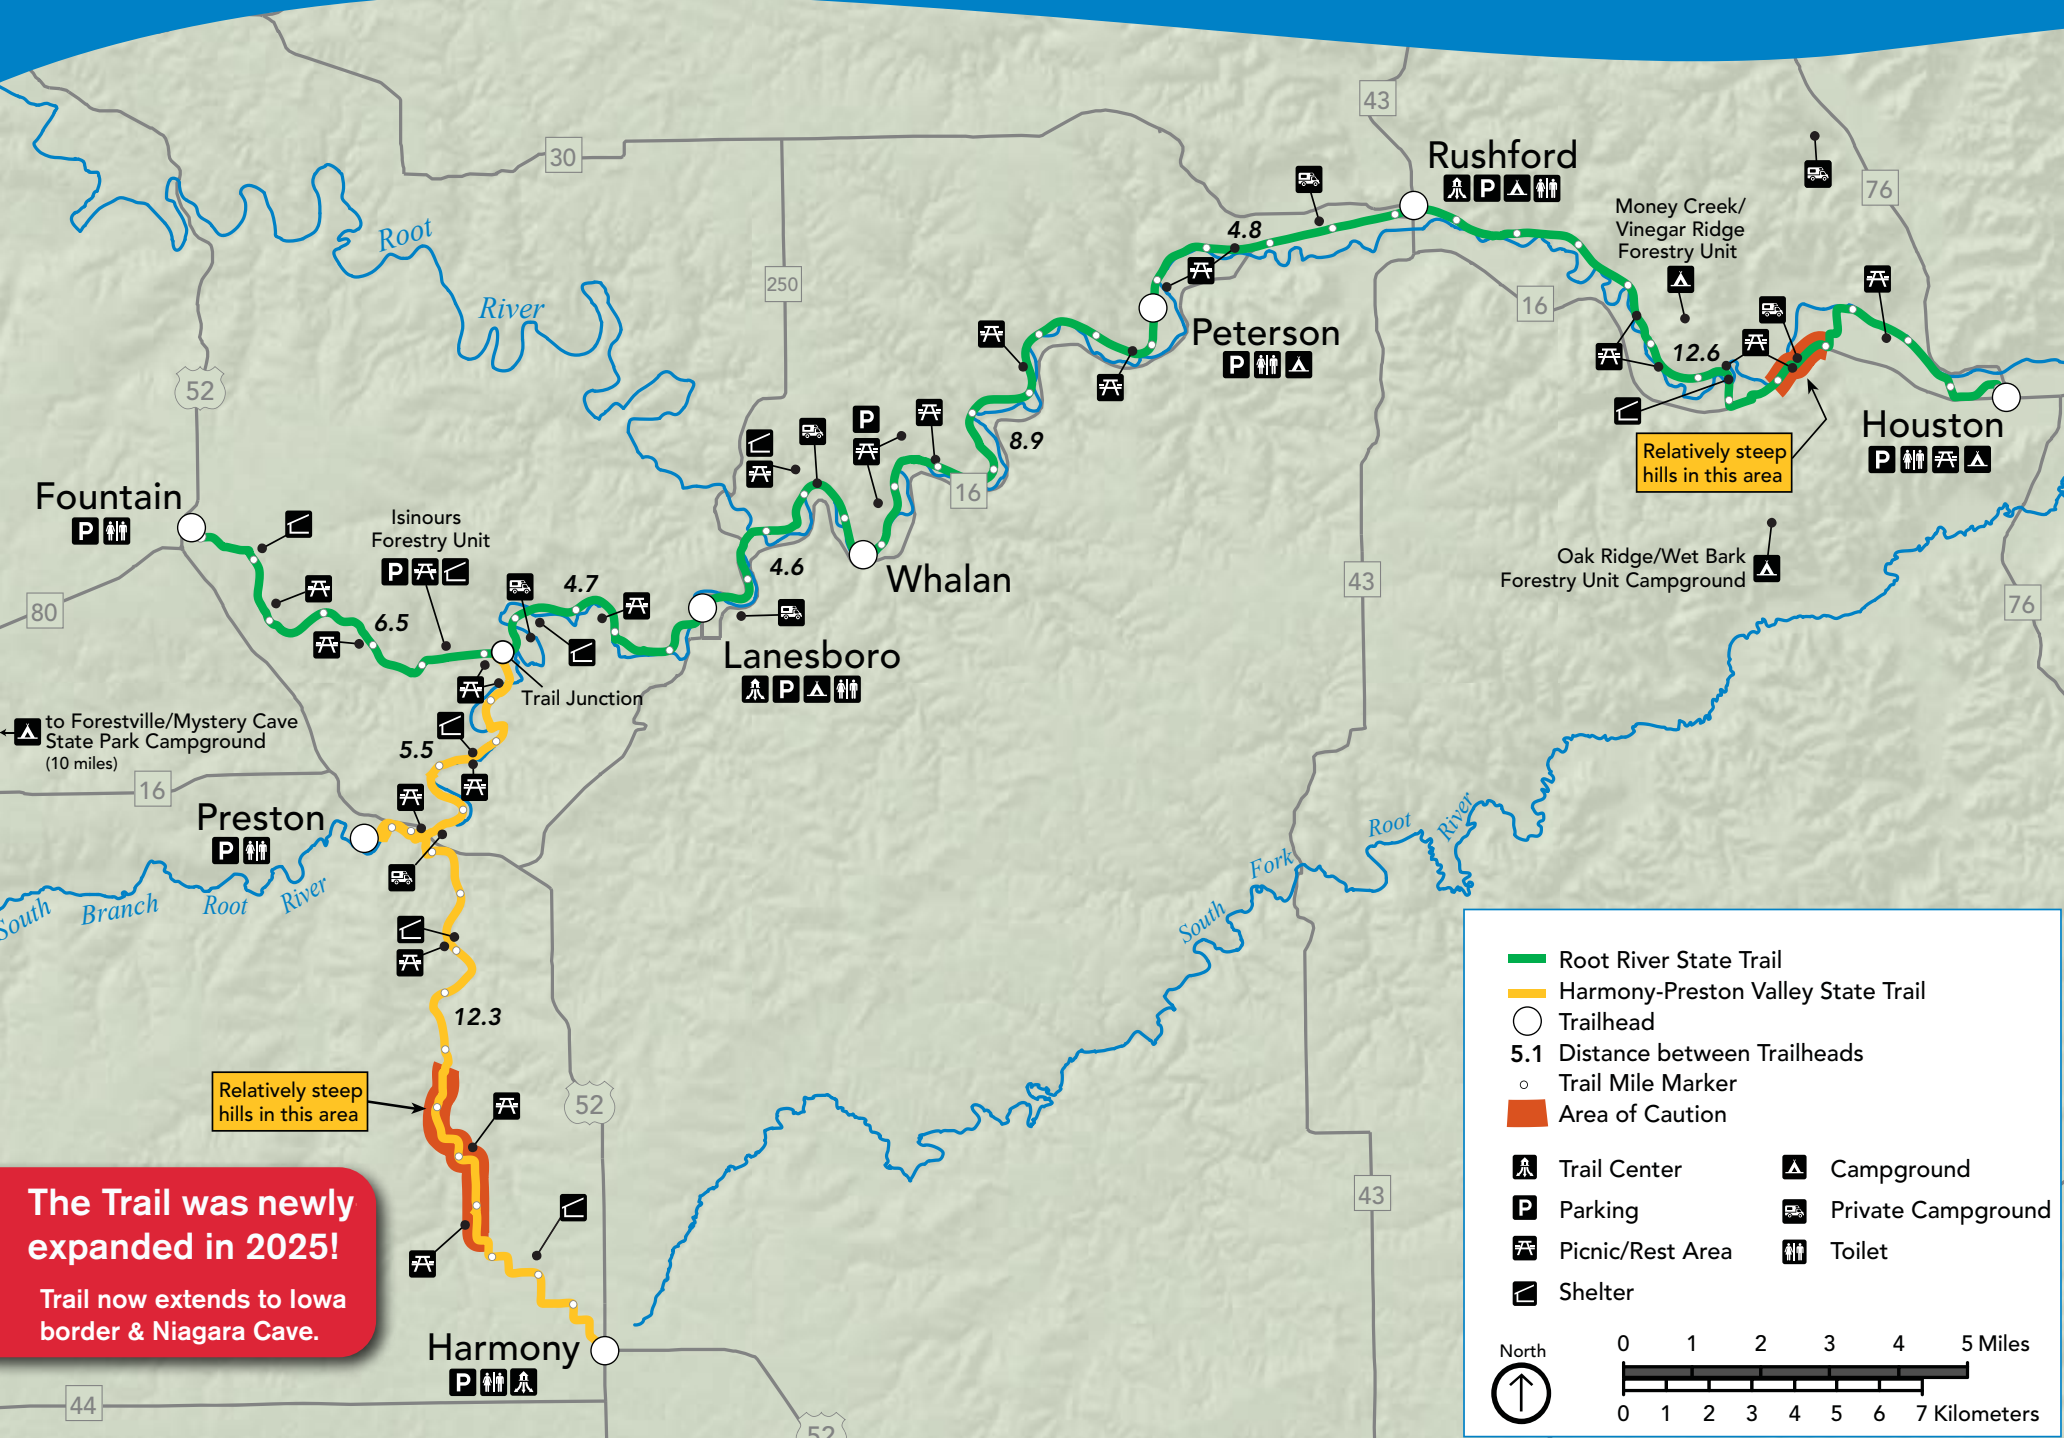 43
30
Rushford
P
76
Money Creek/
Vinegar Ridge
Forestry Unit
Root
River
4.8
250
16
Peterson
P
52
12.6
Houston
P
Relatively steep
hills in this area
8.9
16
P
Fountain
P
Isinours
Forestry Unit
P
4.7
4.6
Whalan
Oak Ridge/Wet Bark
Forestry Unit Campground
43
76
80
6.5
Lanesboro
P
Trail Junction
to Forestville/Mystery Cave
State Park Campground
(10 miles)
5.5
16
Preston
P
South Branch Root River
South Fork Root River
12.3
Relatively steep
hills in this area
52
43
The Trail was newly
expanded in 2025!
Trail now extends to Iowa
border & Niagara Cave.
Harmony
P
44
52
Root River State Trail
Harmony-Preston Valley State Trail
Trailhead
5.1 Distance between Trailheads
Trail Mile Marker
Area of Caution
Trail Center
Campground
P Parking
Private Campground
Picnic/Rest Area
Toilet
Shelter
North
0 1 2 3 4 5 Miles
0 1 2 3 4 5 6 7 Kilometers